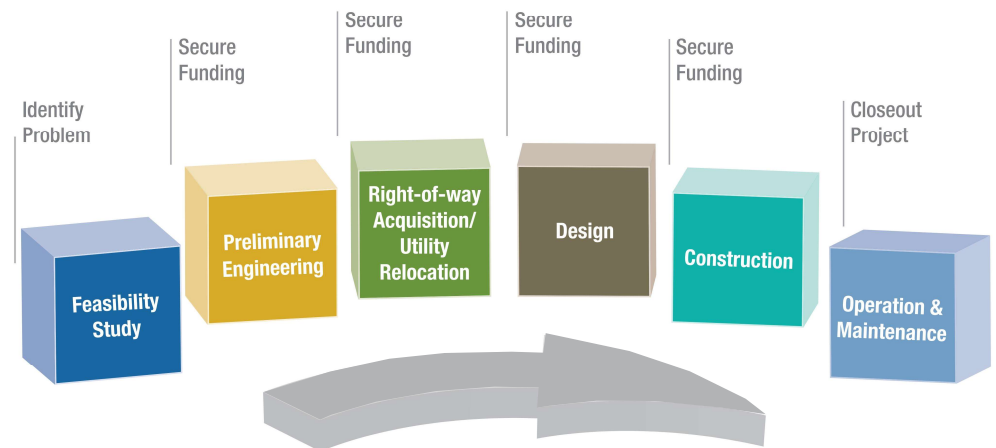 Identify
Problem
Feasibility
Study
Secure
Funding
Preliminary
Engineering
Secure
Funding
Right-of-way
Acquisition/
Utility
Relocation
Secure
Funding
Design
Secure
Funding
Construction
Closeout
Project
Operation &
Maintenance